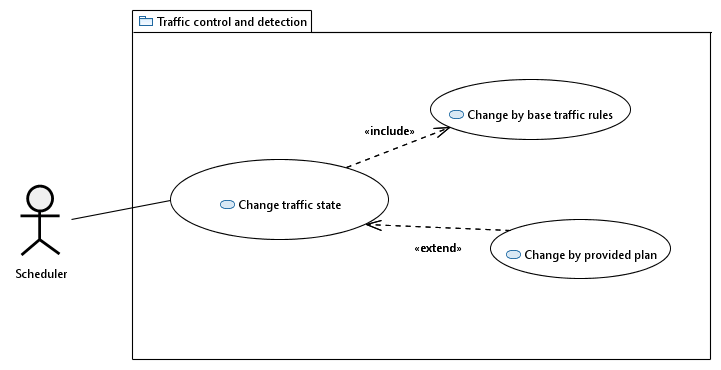 Traffic control and detection
Change by base traffic rules
«include»
Change traffic state
«extend»
Change by provided plan
Scheduler